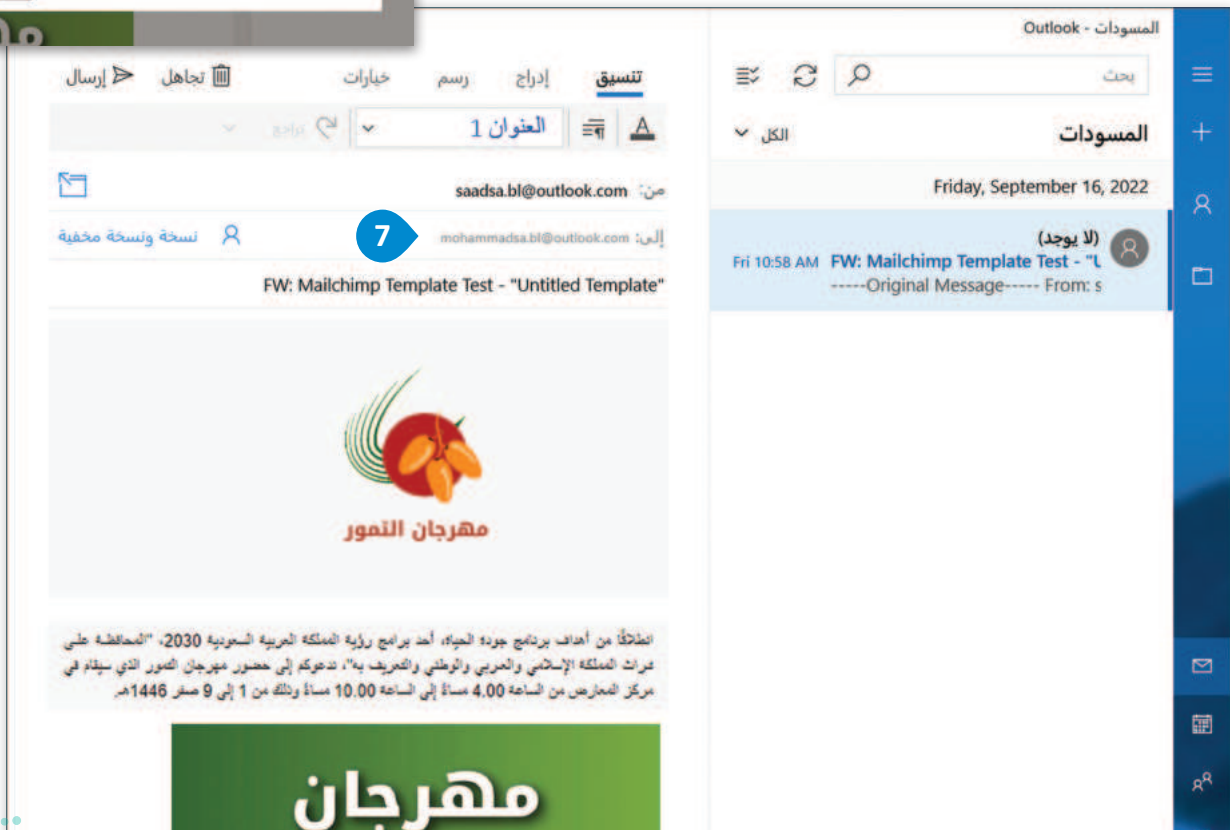 المسودات - Outlook
بحث
المسودات
الكل
Friday, September 16, 2022
(لا يوجد)
FW: Mailchimp Template Test - "U
Fri 10:58 AM
-----Original Message----- From: s
تنسيق
إدراج
رسم
خيارات
تجاهل
إرسال
العنوان 1
تراجع
من: saadsa.bl@outlook.com
إلى: mohammadsa.bl@outlook.com
7
نسخة ونسخة مخفية
FW: Mailchimp Template Test - "Untitled Template"
مهرجان التمور
انطلاقًا من أهداف برنامج جودة الحياة، أحد برامج رؤية المملكة العربية السعودية 2030، "المحافظة على
تراث المملكة الإسلامي والعربي والوطني والتعريف به"، ندعوكم إلى حضور مهرجان التمور الذي سيقام في
مركز المعارض من الساعة 4.00 مساءً إلى الساعة 10.00 مساءً وذلك من 1 إلى 9 صفر 1446هـ.
مهرجان